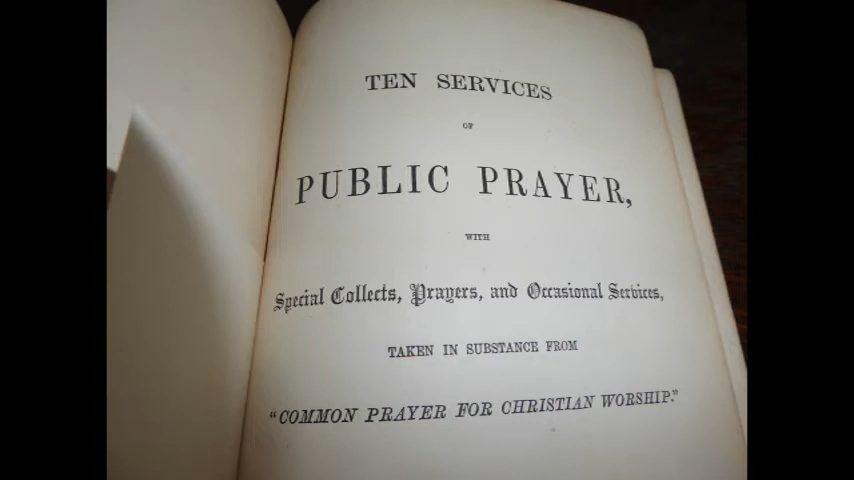 TEN SERVICES
OF
PUBLIC PRAYER,
WITH
Special Collects, Prayers, and Occasional Services,
TAKEN IN SUBSTANCE FROM
"COMMON PRAYER FOR CHRISTIAN WORSHIP."